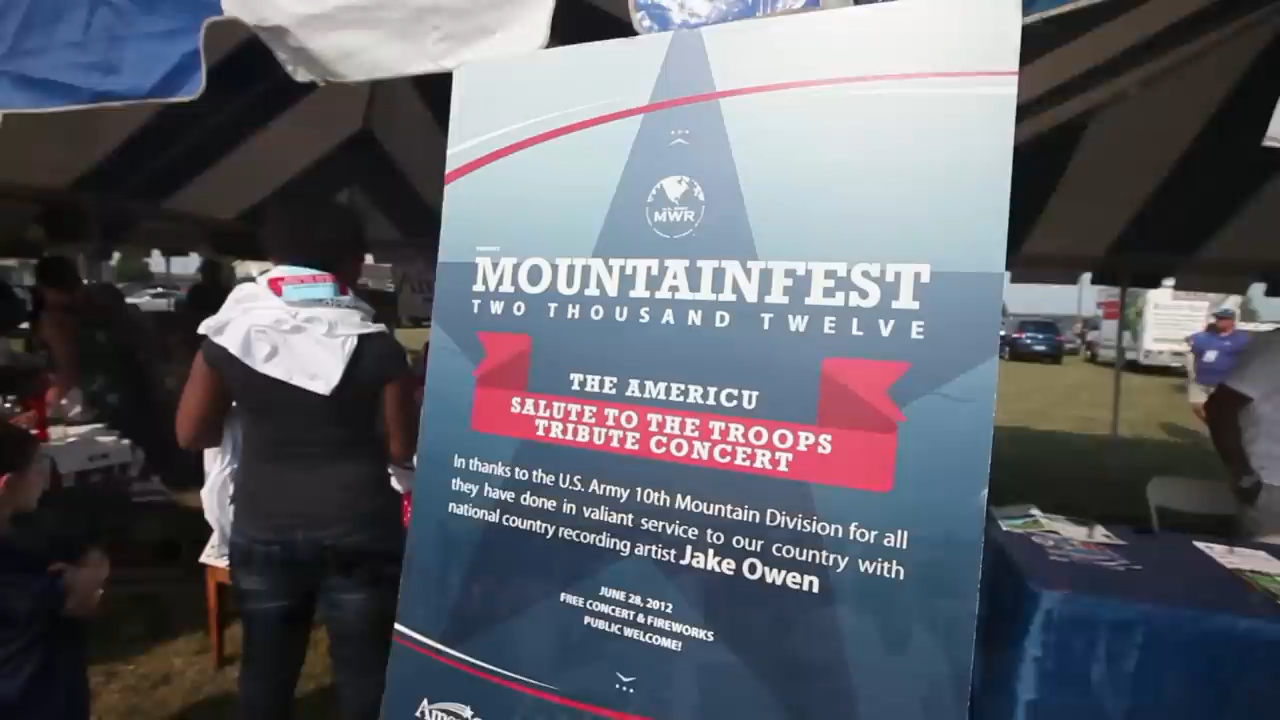 MWR
MOUNTAINFEST
TWO THOUSAND TWELVE
THE AMERICU
SALUTE TO THE TROOPS
TRIBUTE CONCERT
In thanks to the U.S. Army 10th Mountain Division for all
they have done in valiant service to our country with
national country recording artist Jake Owen
JUNE 28, 2012
FREE CONCERT & FIREWORKS
PUBLIC WELCOME!